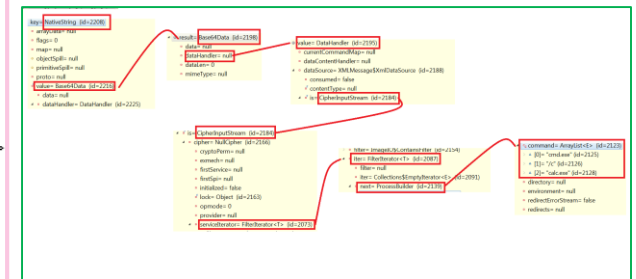 key= NativeString (id=2208)
arrayData= null
flags= 0
map= null
objectSpill= null
primitiveSpill= null
proto= null
value= Base64Data (id=2216)
data= null
dataHandler= DataHandler (id=2225)
result= Base64Data (id=2198)
data= null
dataHandler= null
dataLen= 0
mimeType= null
value= DataHandler (id=2195)
currentCommandMap= null
dataContentHandler= null
dataSource= XMLMessage$XmlDataSource (id=2188)
consumed= false
contentType= null
is= CipherInputStream (id=2184)
is= CipherInputStream (id=2184)
cipher= NullCipher (id=2166)
cryptoPerm= null
exmech= null
firstService= null
firstSpi= null
initialized= false
lock= Object (id=2163)
opmode= 0
provider= null
serviceIterator= FilterIterator<T> (id=2073)
filter= ImageIO$ContainsFilter (id=2154)
iter= FilterIterator<T> (id=2087)
filter= null
iter= Collections$EmptyIterator<E> (id=2091)
next= ProcessBuilder (id=2139)
command= ArrayList<E> (id=2123)
[0]= "cmd.exe" (id=2125)
[1]= "/c" (id=2126)
[2]= "calc.exe" (id=2128)
directory= null
environment= null
redirectErrorStream= false
redirects= null